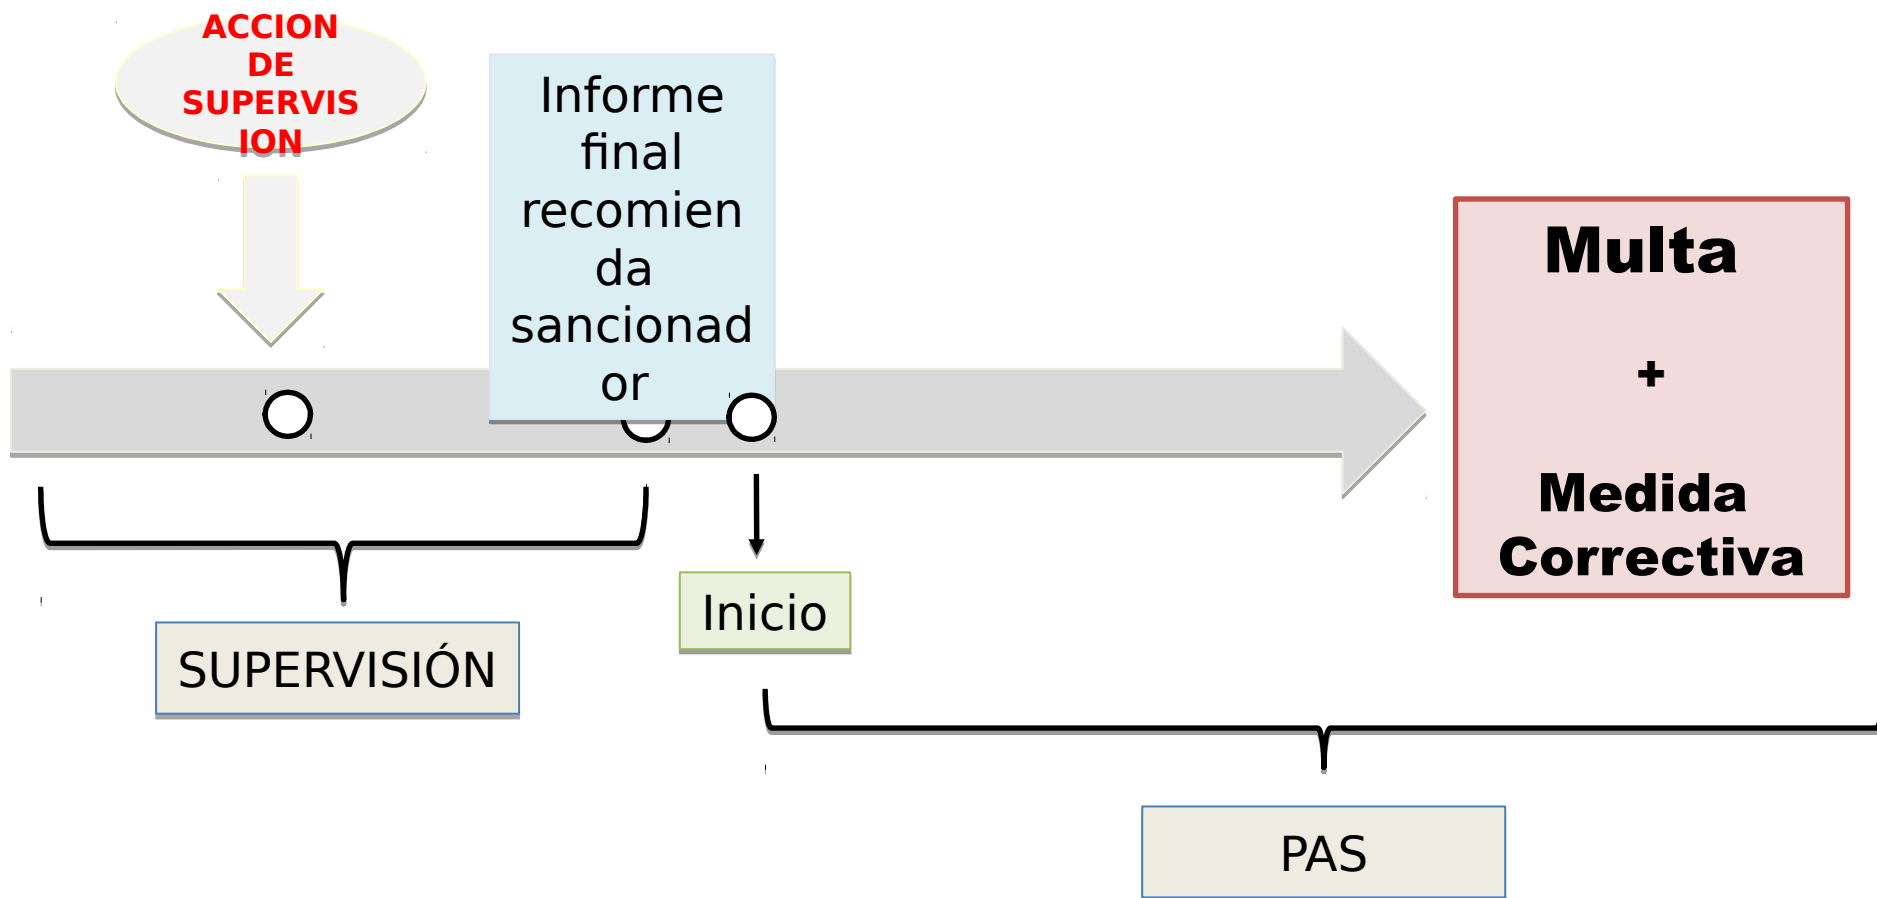 ACCION
DE
SUPERVIS
ION
Informe
final
recomien
da
sancionad
or
Multa
+
Medida
Correctiva
Inicio
SUPERVISIÓN
PAS